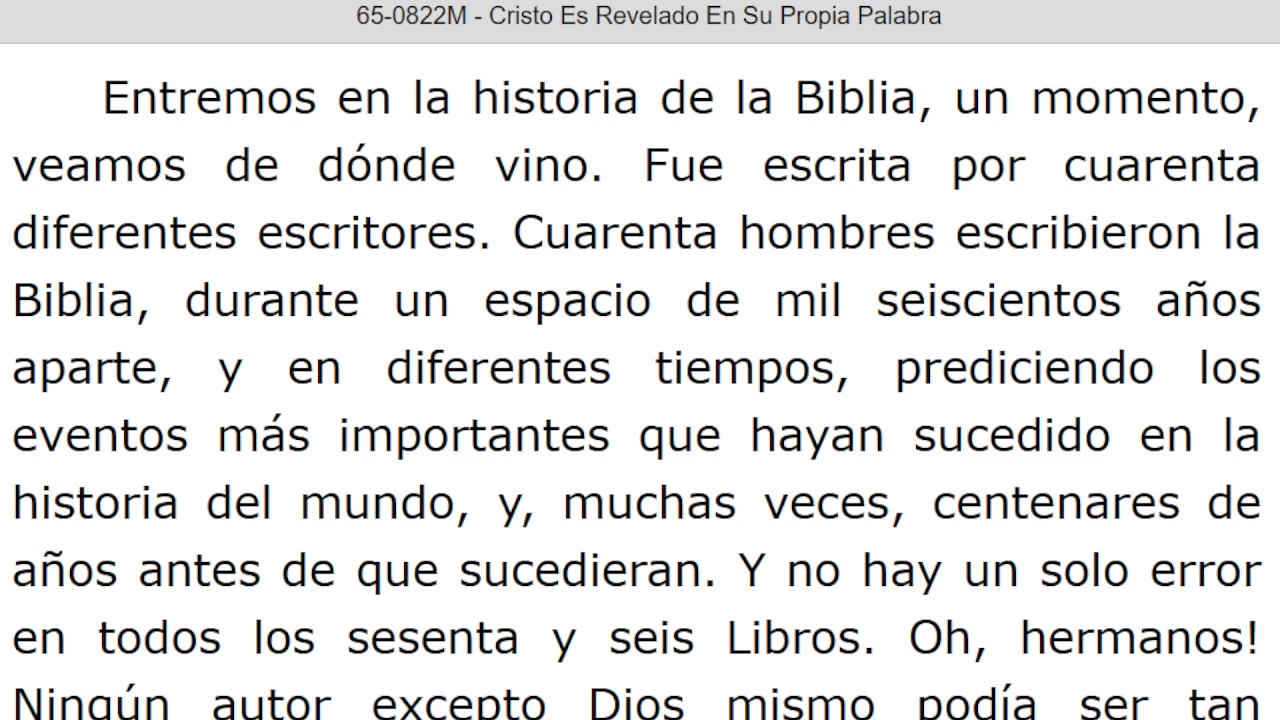 65-0822M - Cristo Es Revelado En Su Propia Palabra
Entremos en la historia de la Biblia, un momento,
veamos de dónde vino. Fue escrita por cuarenta
diferentes escritores. Cuarenta hombres escribieron la
Biblia, durante un espacio de mil seiscientos años
aparte, y en diferentes tiempos, prediciendo los
eventos más importantes que hayan sucedido en la
historia del mundo, y, muchas veces, centenares de
años antes de que sucedieran. Y no hay un solo error
en todos los sesenta y seis Libros. Oh, hermanos!
Ningún autor excepto Dios mismo podía ser tan